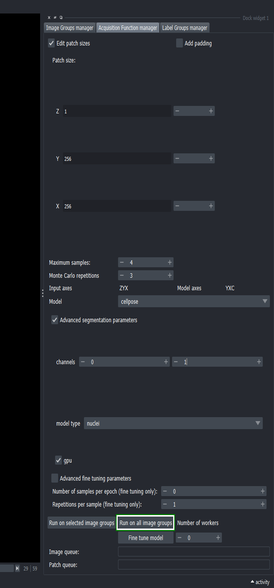 Dock widget 1
Image Groups manager Acquisition Function manager Label Groups manager
Edit patch sizes Add padding
Patch size:
Z 1
Y 256
X 256
Maximum samples: 4
Monte Carlo repetitions 3
Input axes ZYX Model axes YXC
Model cellpose
Advanced segmentation parameters
channels 0 1
model type nuclei
gpu
Advanced fine tuning parameters
Number of samples per epoch (fine tuning only): 0
Repetitions per sample (fine tuning only): 1
Run on selected image groups Run on all image groups Number of workers
Fine tune model 0
Image queue:
Patch queue:
activity